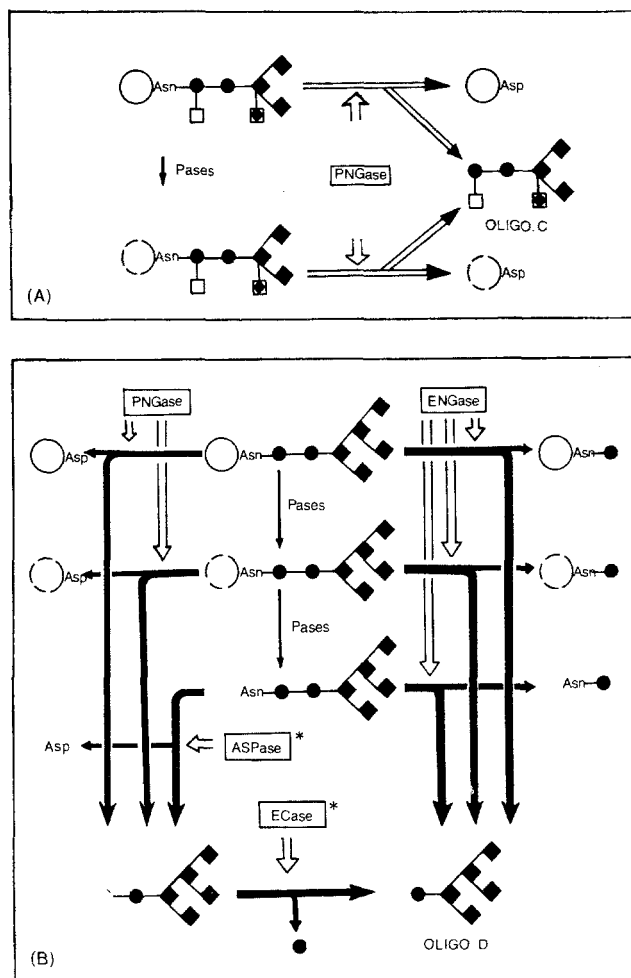 Asn
Asp
Pases
PNGase
OLIGO. C
Asn
Asp
(A)
PNGase
ENGase
Asp
Asn
Asn
Pases
Asp
Asn
Asn
Pases
Asn
Asn
Asp
ASPase *
ECase *
OLIGO D
(B)